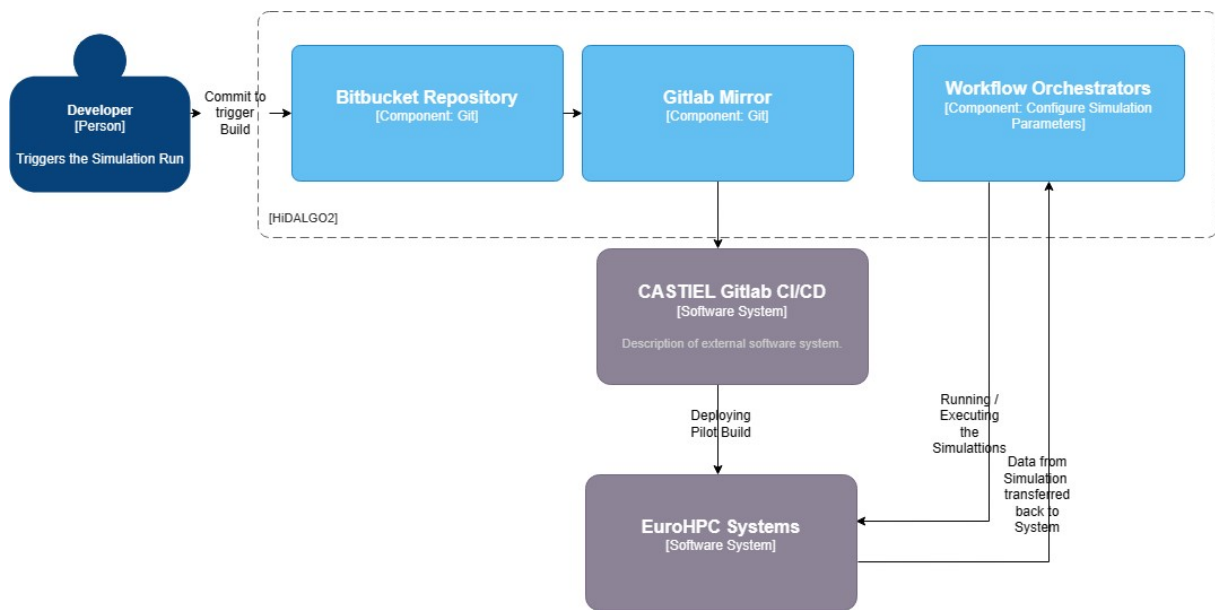 Developer
[Person]
Triggers the Simulation Run
Commit to
trigger
Build
Bitbucket Repository
[Component: Git]
Gitlab Mirror
[Component: Git]
Workflow Orchestrators
[Component: Configure Simulation
Parameters]
[HiDALGO2]
CASTIEL Gitlab CI/CD
[Software System]
Description of external software system.
Deploying
Pilot Build
Running /
Executing
the
Simulattions
Data from
Simulation
transferred
back to
System
EuroHPC Systems
[Software System]